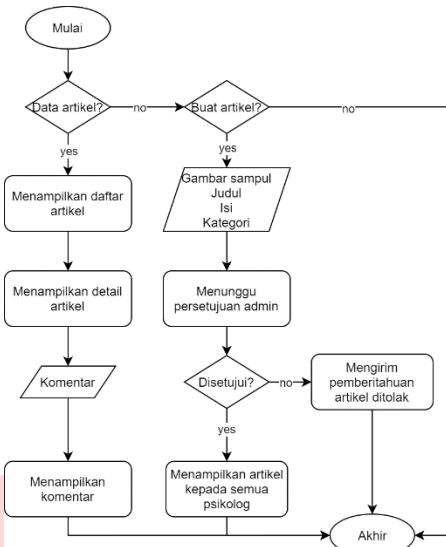 Mulai
Data artikel?
no
Buat artikel?
no
yes
yes
Menampilkan daftar
artikel
Gambar sampul
Judul
Isi
Kategori
Menampilkan detail
artikel
Menunggu
persetujuan admin
Komentar
Disetujui?
no
Mengirim
pemberitahuan
artikel ditolak
yes
Menampilkan
komentar
Menampilkan artikel
kepada semua
psikolog
Akhir